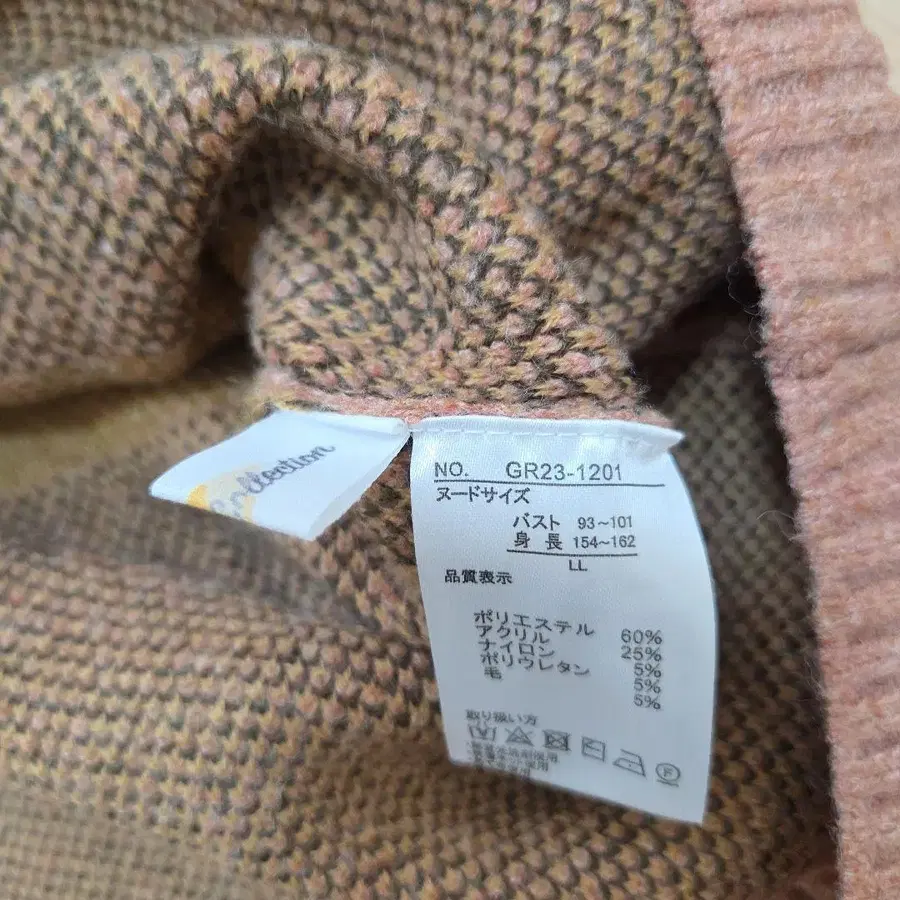 Collection
NO. GR23-1201
ヌードサイズ
バスト 93～101
身長 154～162
LL
品質表示
ポリエステル 60%
アクリル 25%
ナイロン 5%
ポリウレタン 5%
毛 5%
取り扱い方